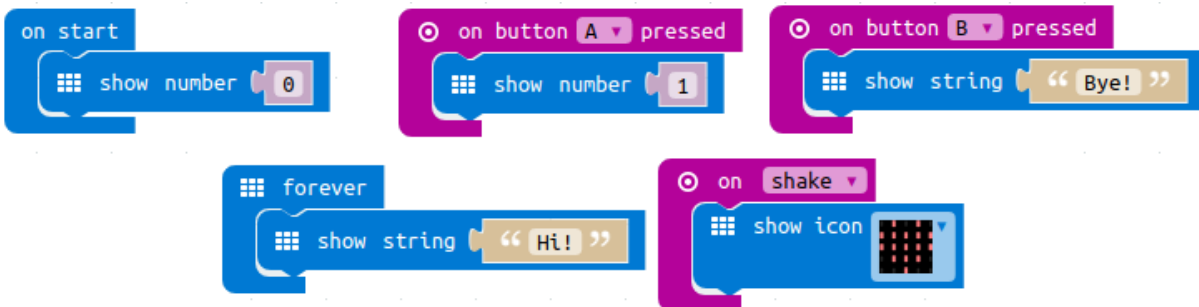 on start
show number 0
on button A pressed
show number 1
on button B pressed
show string “ Bye! ”
forever
show string “ Hi! ”
on shake
show icon